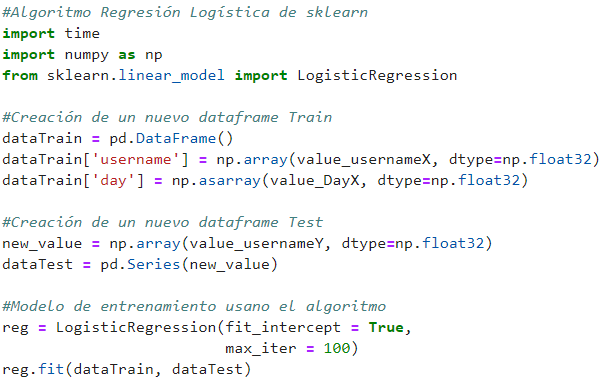 #Algoritmo Regresión Logística de sklearn
import time
import numpy as np
from sklearn.linear_model import LogisticRegression
#Creación de un nuevo dataframe Train
dataTrain = pd.DataFrame()
dataTrain['username'] = np.array(value_usernameX, dtype=np.float32)
dataTrain['day'] = np.asarray(value_DayX, dtype=np.float32)
#Creación de un nuevo dataframe Test
new_value = np.array(value_usernameY, dtype=np.float32)
dataTest = pd.Series(new_value)
#Modelo de entrenamiento usano el algoritmo
reg = LogisticRegression(fit_intercept = True,
max_iter = 100)
reg.fit(dataTrain, dataTest)